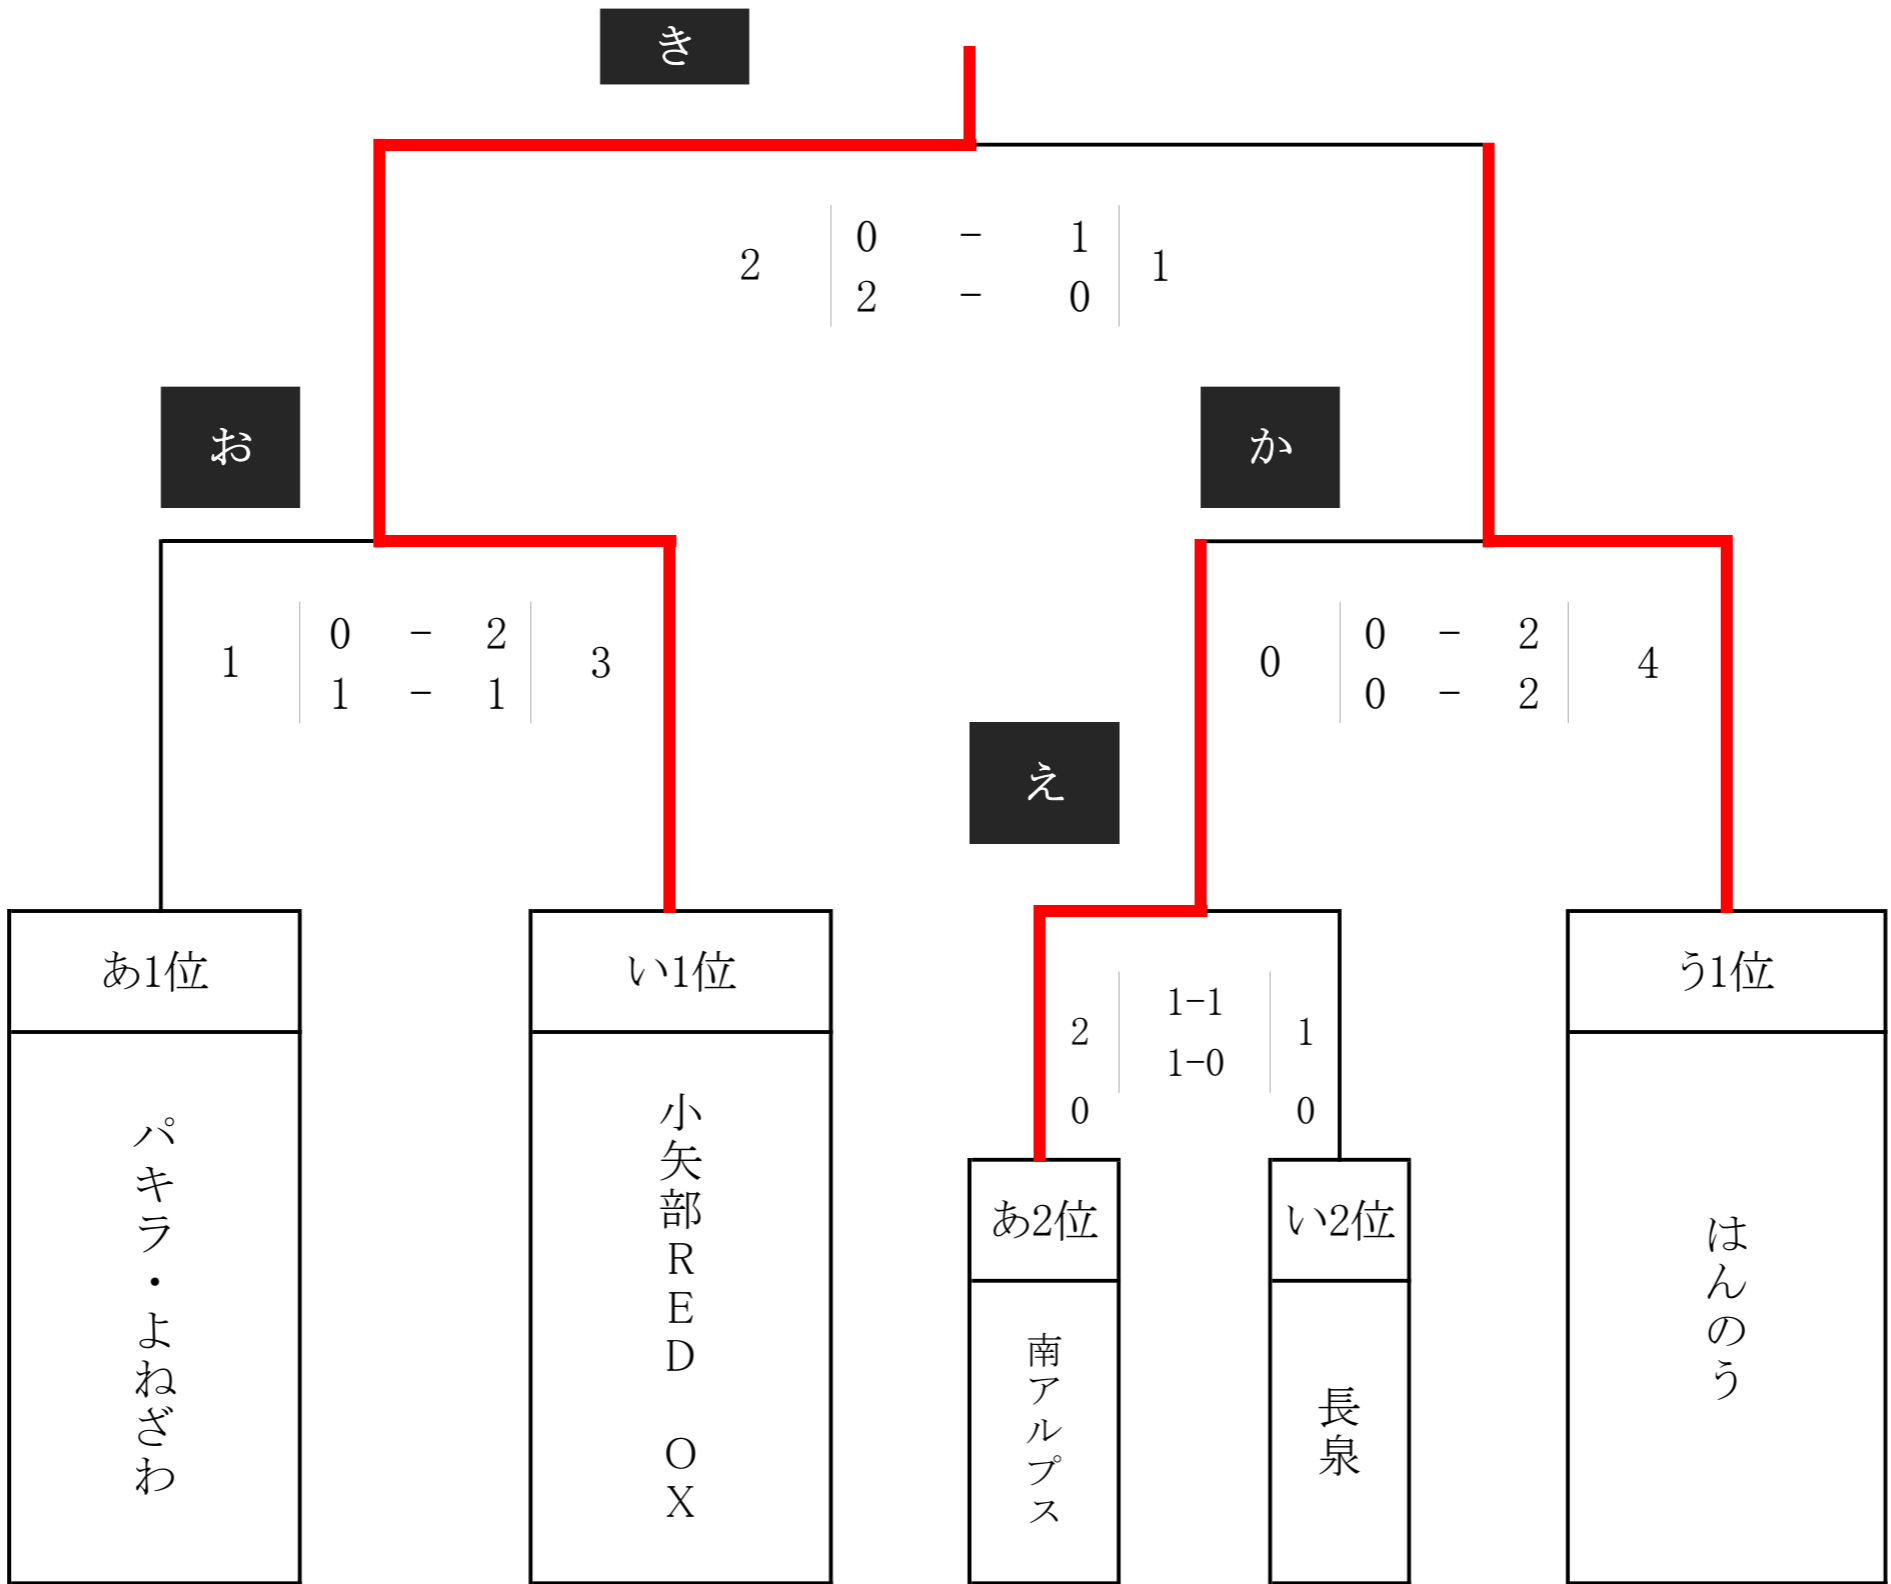 き
2 0 - 1 1
2 - 0
お
か
1 0 - 2 3
1 - 1
0 0 - 2 4
0 - 2
え
あ1位
い1位
う1位
2 1-1 1
1-0
0 0
あ2位
い2位
パキラ・よねざわ
小矢部RED OX
南アルプス
長泉
はんのう